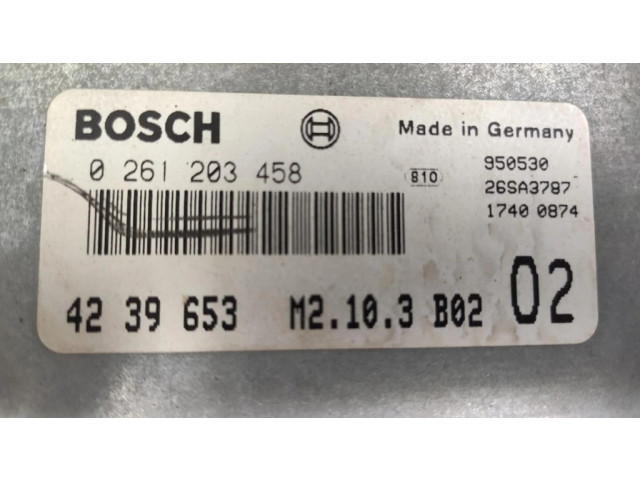 BOSCH Made in Germany
0 261 203 458 810 950530
26SA3787
1740 0874
42 39 653 M2.10.3 B02 02